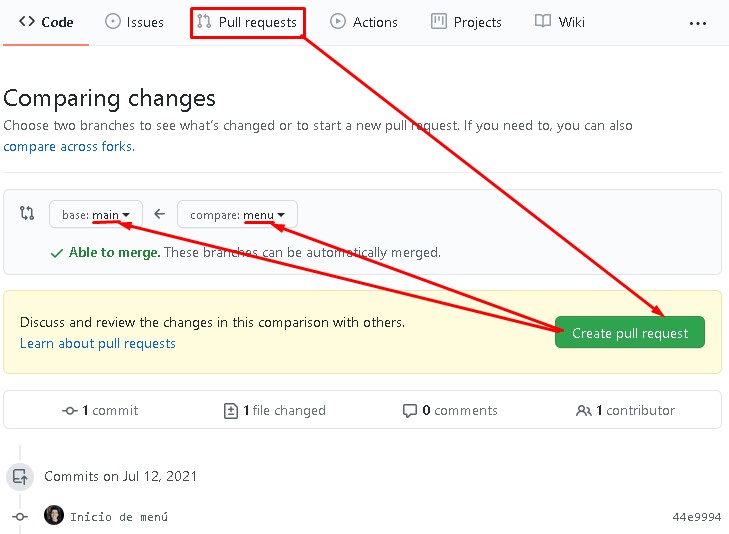 Code Issues Pull requests Actions Projects Wiki ...
Comparing changes
Choose two branches to see what's changed or to start a new pull request. If you need to, you can also
compare across forks.
base: main compare: menu
Able to merge. These branches can be automatically merged.
Discuss and review the changes in this comparison with others.
Learn about pull requests
Create pull request
1 commit 1 file changed 0 comments 1 contributor
Commits on Jul 12, 2021
Inicio de menú 44e9994